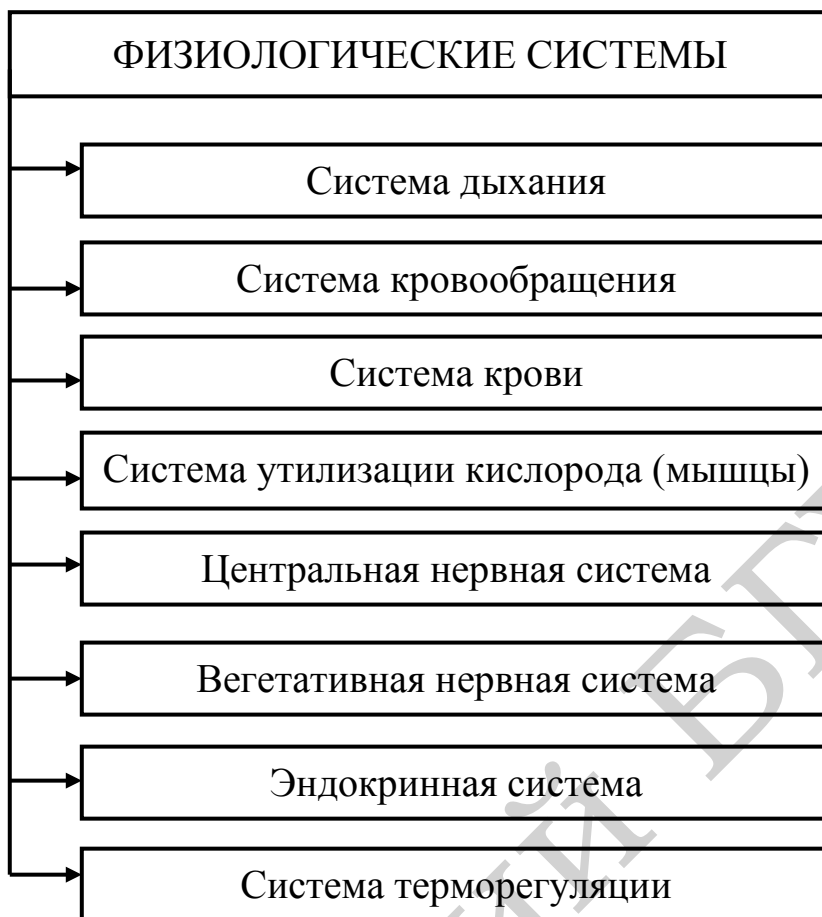 ФИЗИОЛОГИЧЕСКИЕ СИСТЕМЫ
Система дыхания
Система кровообращения
Система крови
Система утилизации кислорода (мышцы)
Центральная нервная система
Вегетативная нервная система
Эндокринная система
Система терморегуляции